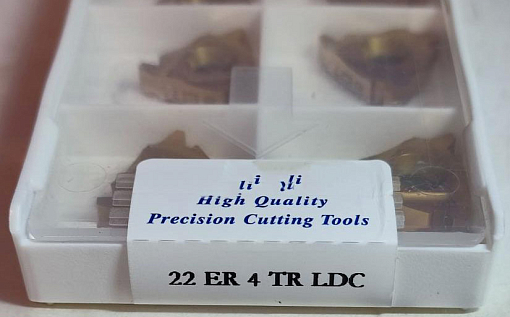 High Quality
Precision Cutting Tools
22 ER 4 TR LDC